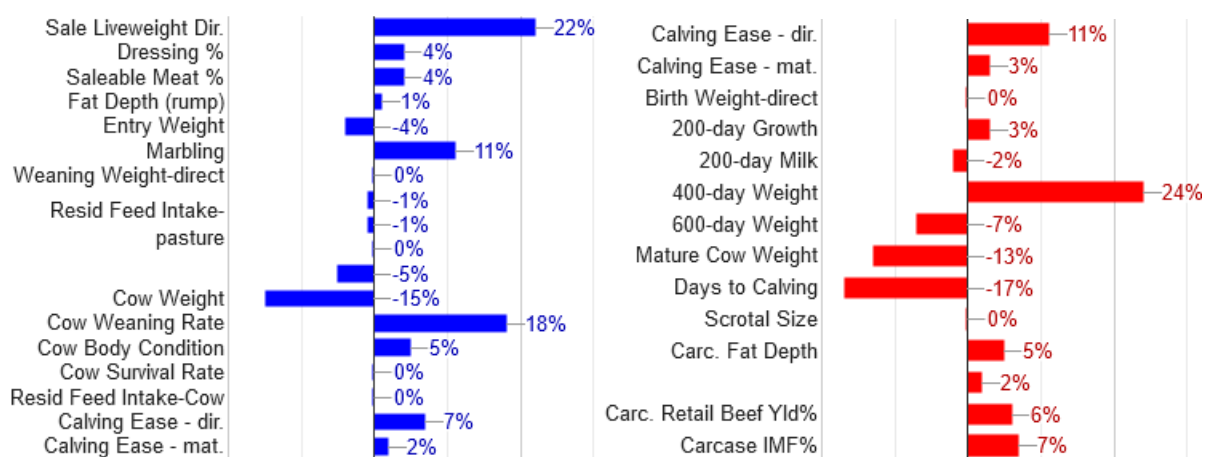 Sale Liveweight Dir. 22%
Dressing % 4%
Saleable Meat % 4%
Fat Depth (rump) 1%
Entry Weight -4%
Marbling 11%
Weaning Weight-direct 0%
-1%
Resid Feed Intake-
pasture -1%
0%
-5%
Cow Weight -15%
Cow Weaning Rate 18%
Cow Body Condition 5%
Cow Survival Rate 0%
Resid Feed Intake-Cow 0%
Calving Ease - dir. 7%
Calving Ease - mat. 2%
Calving Ease - dir. 11%
Calving Ease - mat. 3%
Birth Weight-direct 0%
200-day Growth 3%
200-day Milk -2%
400-day Weight 24%
600-day Weight -7%
Mature Cow Weight -13%
Days to Calving -17%
Scrotal Size 0%
Carc. Fat Depth 5%
2%
Carc. Retail Beef Yld% 6%
Carcase IMF% 7%